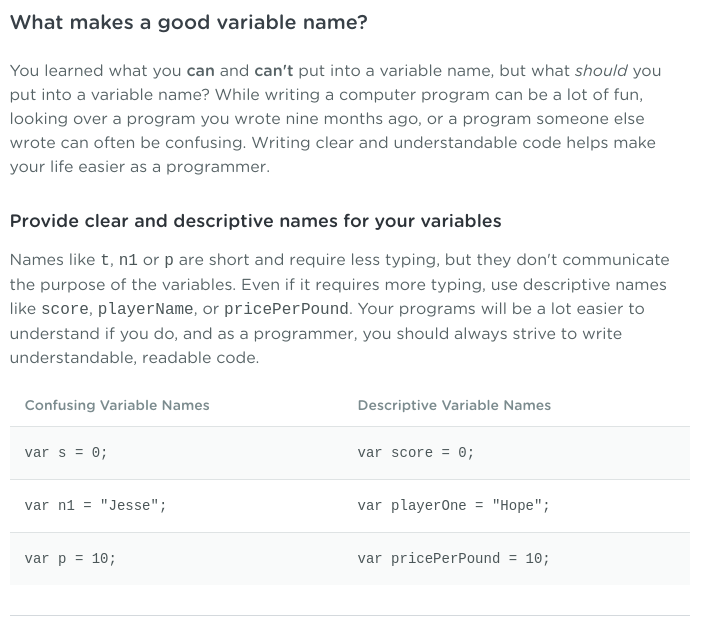 What makes a good variable name?
You learned what you can and can't put into a variable name, but what should you
put into a variable name? While writing a computer program can be a lot of fun,
looking over a program you wrote nine months ago, or a program someone else
wrote can often be confusing. Writing clear and understandable code helps make
your life easier as a programmer.
Provide clear and descriptive names for your variables
Names like t, n1 or p are short and require less typing, but they don't communicate
the purpose of the variables. Even if it requires more typing, use descriptive names
like score, playerName, or pricePerPound. Your programs will be a lot easier to
understand if you do, and as a programmer, you should always strive to write
understandable, readable code.
Confusing Variable Names Descriptive Variable Names
var s = 0; var score = 0;
var n1 = "Jesse"; var playerOne = "Hope";
var p = 10; var pricePerPound = 10;